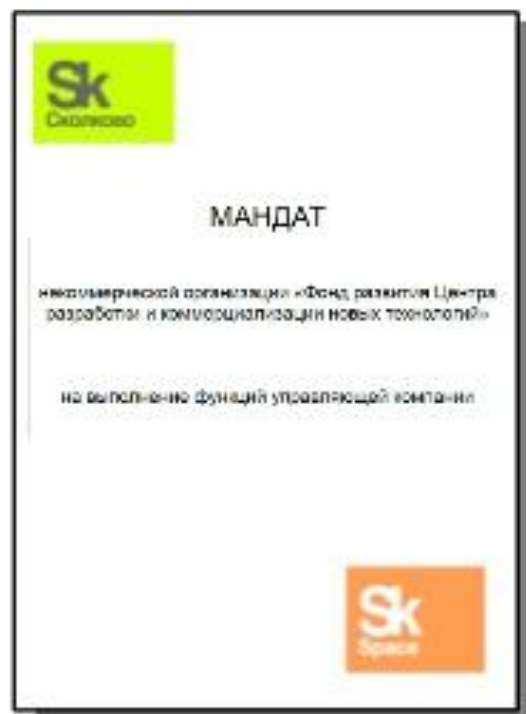 Sk
Сколково
МАНДАТ
некоммерческой организации «Фонд развития Центра
разработки и коммерциализации новых технологий»
на выполнение функций управляющей компании
Sk
Space